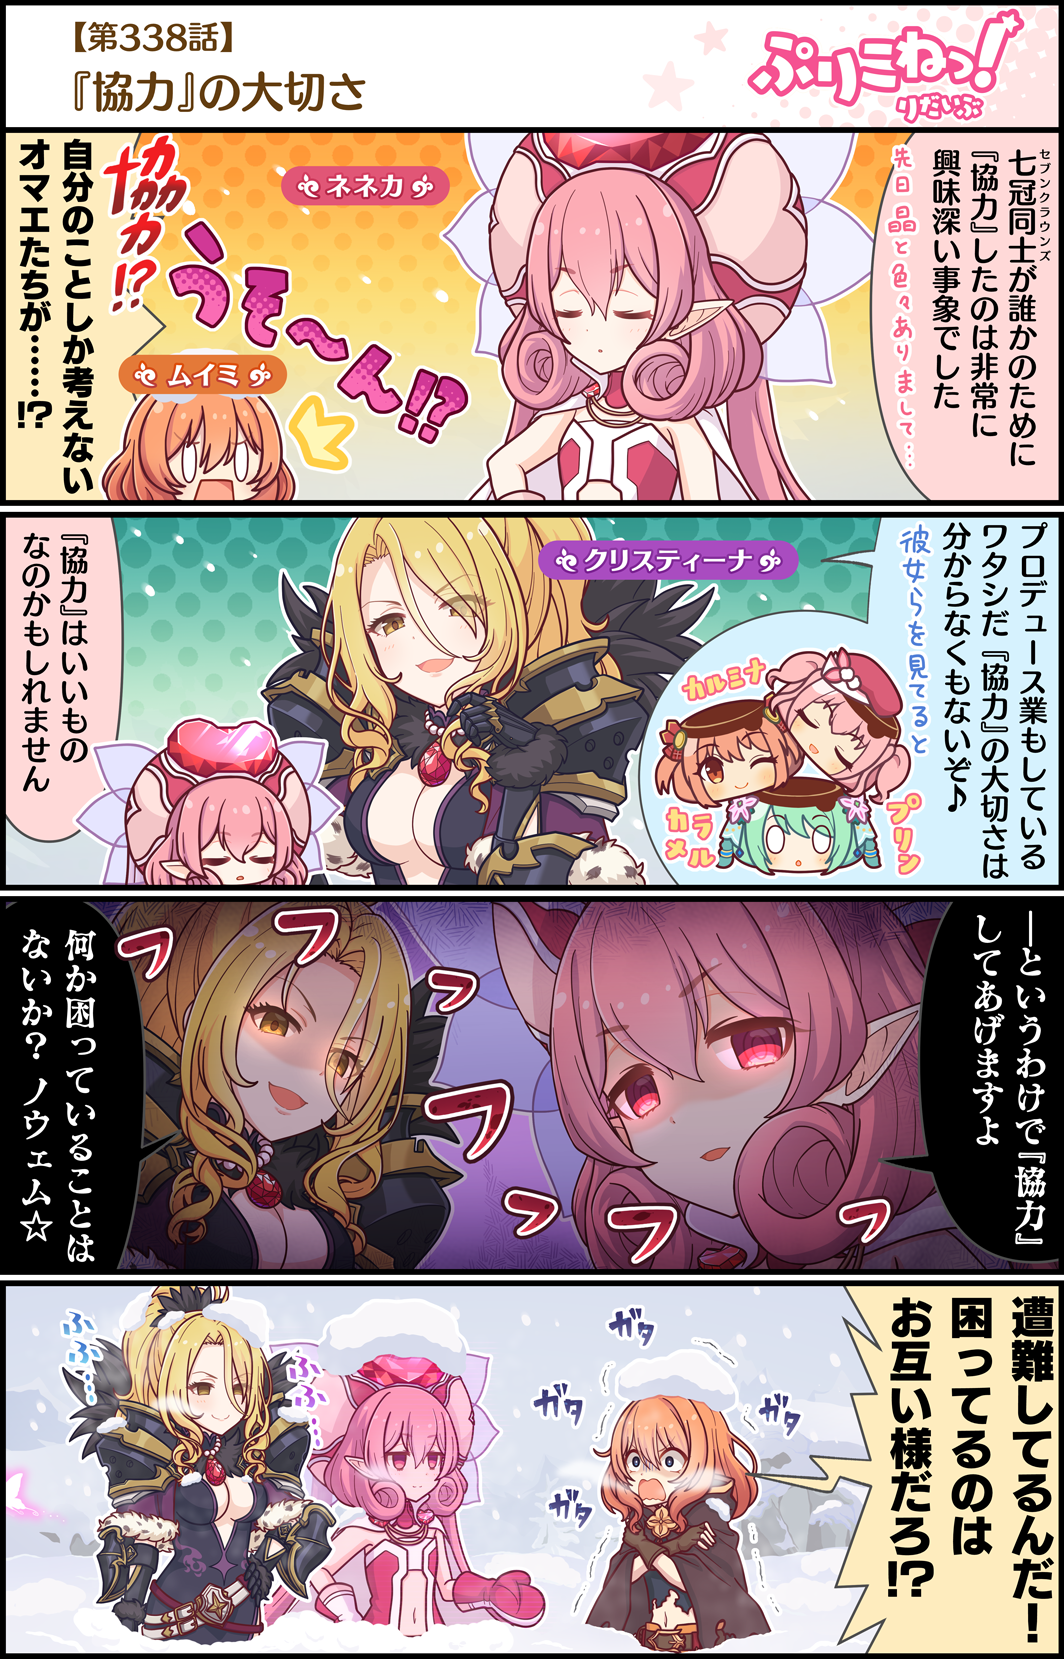 【第338話】
『協力』の大切さ
ぷりこねっ!
りだいぶ
セブンクラウンズ
七冠同士が誰かのために
『協力』したのは非常に
興味深い事象でした
先日晶と色々ありまして…
ネネカ
うそ〜ん!?
ムイミ
協力!?
自分のことしか考えない
オマエたちが……!?
プロデュース業もしている
ワタシだ『協力』の大切さは
分からなくもないぞ♪
彼女らを見てると
クリスティーナ
カルミナ
カラメル
プリン
『協力』はいいもの
なのかもしれません
―というわけで『協力』
してあげますよ
フ
フ
フ
フ
フ
フ
フ
何か困っていることは
ないか?ノウェム☆
遭難してるんだ!
困ってるのは
お互い様だろ!?
ガタ
ガタ
ガタ
ガタ
ふふ…
ふふ…